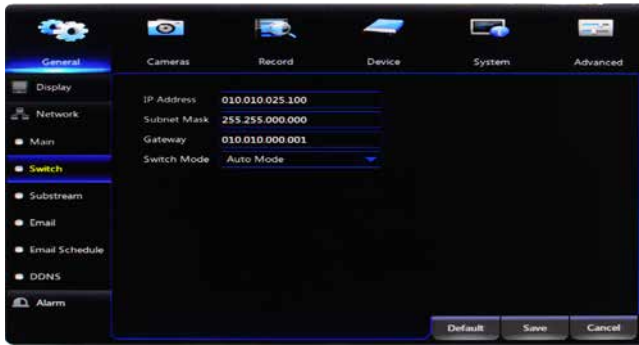 General Cameras Record Device System Advanced
Display
Network
Main
Switch
Substream
Email
Email Schedule
DDNS
Alarm
IP Address 010.010.025.100
Subnet Mask 255.255.000.000
Gateway 010.010.000.001
Switch Mode Auto Mode
Default Save Cancel